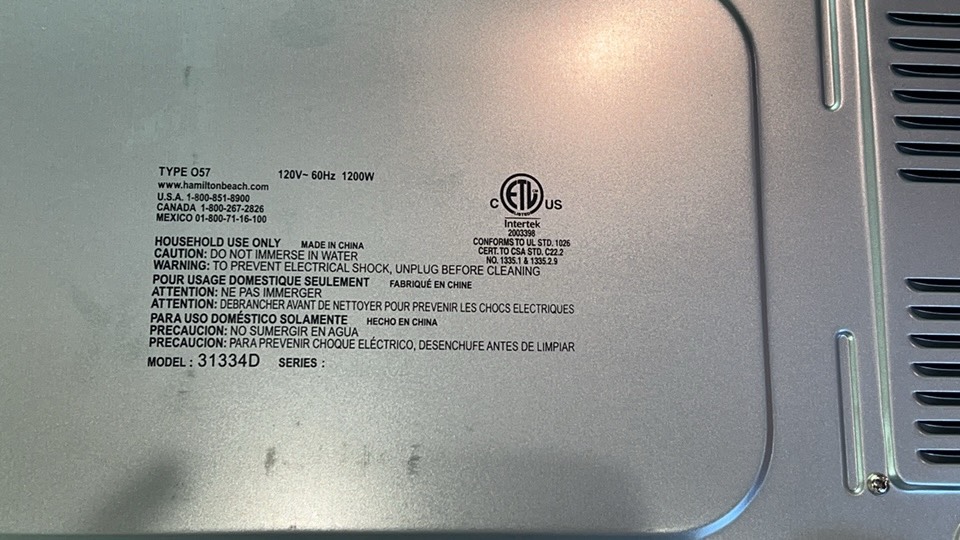 TYPE O57
120V~ 60Hz 1200W
www.hamiltonbeach.com
U.S.A. 1-800-851-8900
CANADA 1-800-267-2826
MEXICO 01-800-71-16-100
C ETL US
LISTED
Intertek
2003398
CONFORMS TO UL STD. 1026
CERT. TO CSA STD. C22.2
NO. 1335.1 & 1335.2.9
HOUSEHOLD USE ONLY MADE IN CHINA
CAUTION: DO NOT IMMERSE IN WATER
WARNING: TO PREVENT ELECTRICAL SHOCK, UNPLUG BEFORE CLEANING
POUR USAGE DOMESTIQUE SEULEMENT FABRIQUÉ EN CHINE
ATTENTION: NE PAS IMMERGER
ATTENTION: DEBRANCHER AVANT DE NETTOYER POUR PREVENIR LES CHOCS ELECTRIQUES
PARA USO DOMÉSTICO SOLAMENTE HECHO EN CHINA
PRECAUCION: NO SUMERGIR EN AGUA
PRECAUCION: PARA PREVENIR CHOQUE ELÉCTRICO, DESENCHUFE ANTES DE LIMPIAR
MODEL : 31334D SERIES :